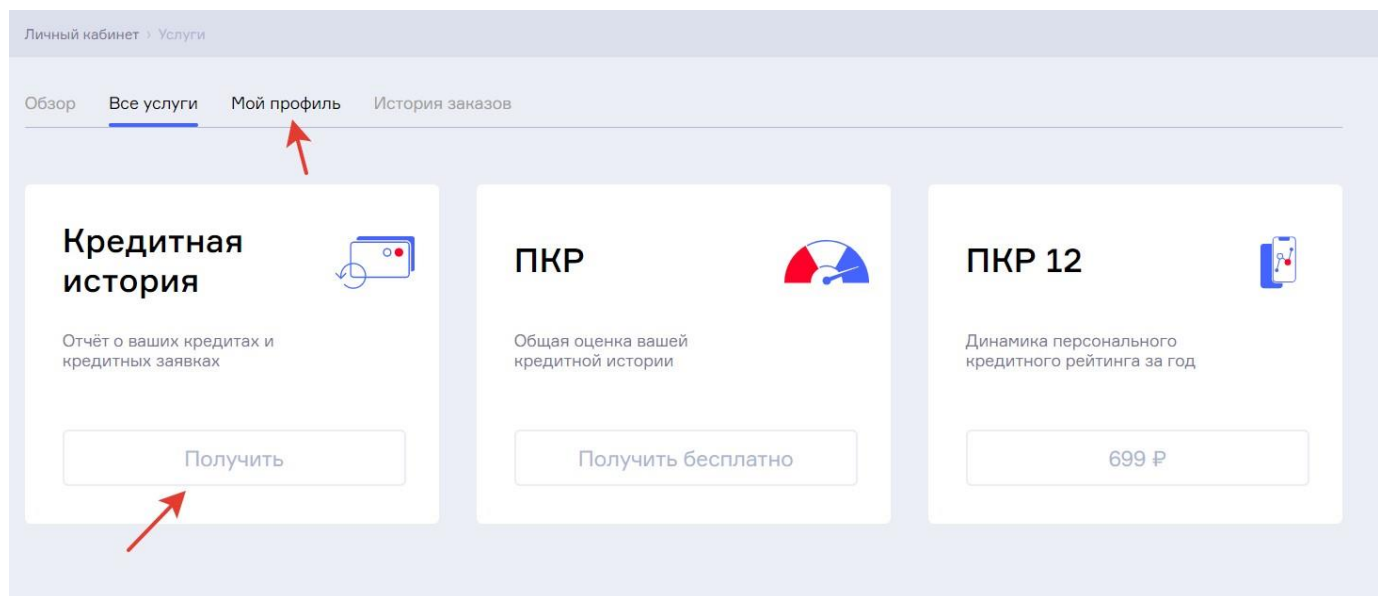 Личный кабинет › Услуги
Обзор Все услуги Мой профиль История заказов
Кредитная
история
Отчёт о ваших кредитах и
кредитных заявках
Получить
ПКР
Общая оценка вашей
кредитной истории
Получить бесплатно
ПКР 12
Динамика персонального
кредитного рейтинга за год
699 ₽